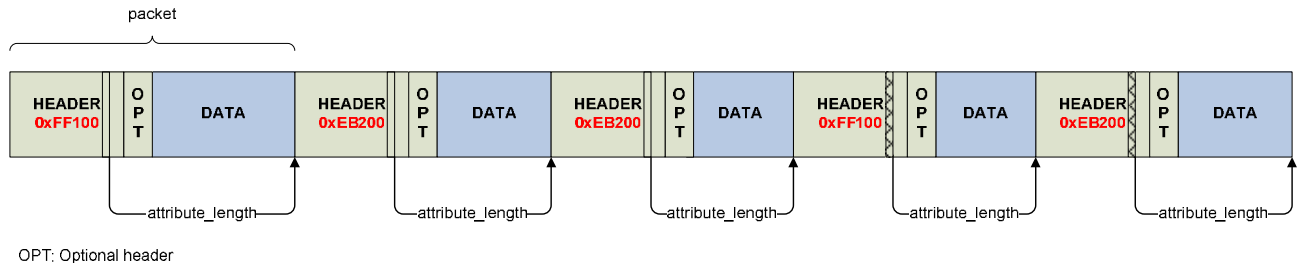 packet
HEADER
0xFF100
O
P
T
DATA
HEADER
0xEB200
O
P
T
DATA
HEADER
0xEB200
O
P
T
DATA
HEADER
0xFF100
O
P
T
DATA
HEADER
0xEB200
O
P
T
DATA
attribute_length
attribute_length
attribute_length
attribute_length
attribute_length
OPT: Optional header